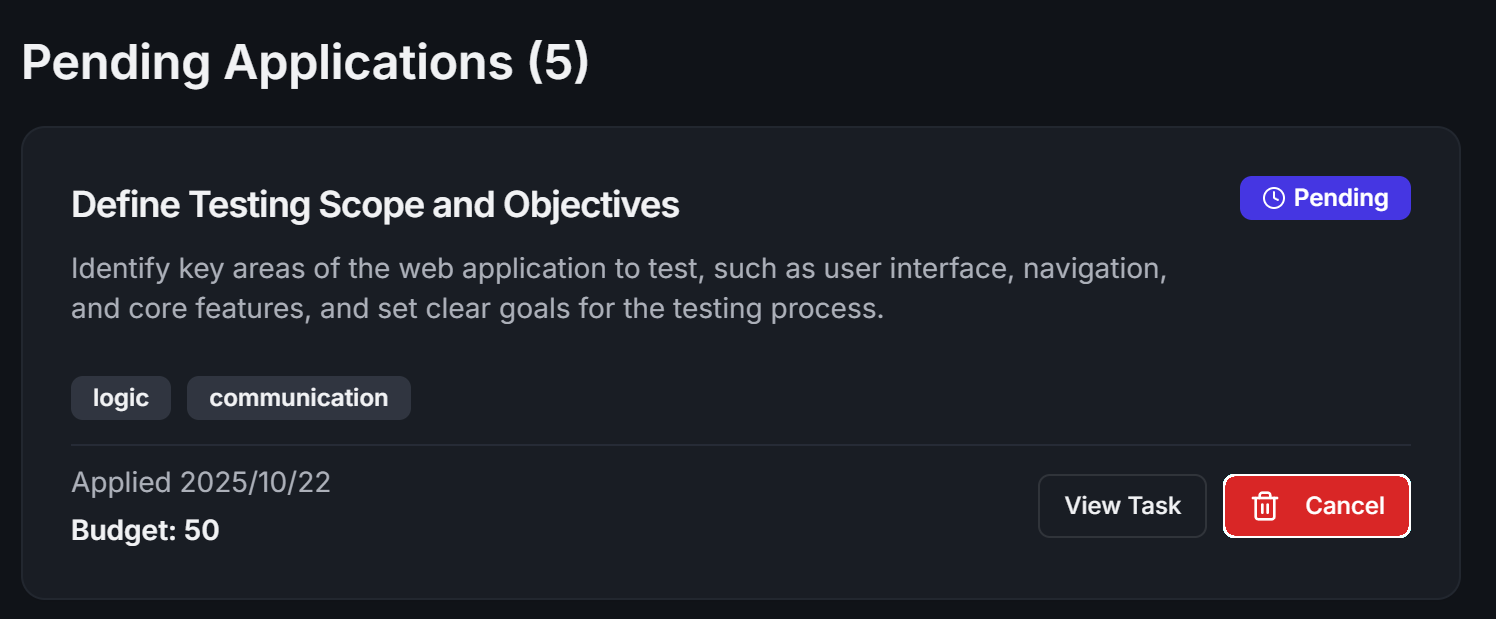 Pending Applications (5)
Define Testing Scope and Objectives
Pending
Identify key areas of the web application to test, such as user interface, navigation,
and core features, and set clear goals for the testing process.
logic communication
Applied 2025/10/22
Budget: 50
View Task Cancel